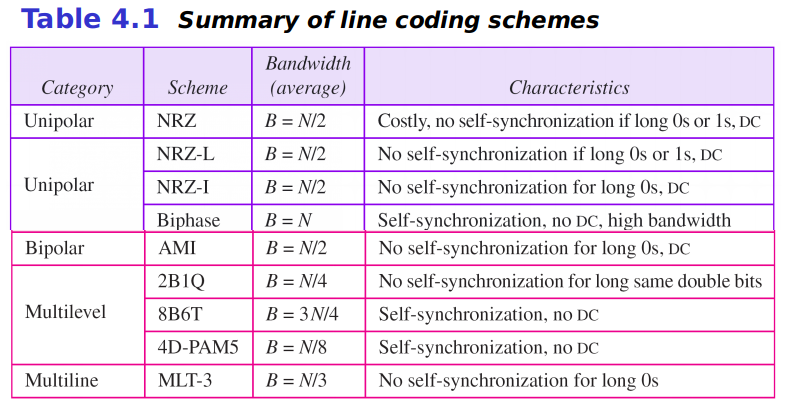 Table 4.1 Summary of line coding schemes
Category Scheme Bandwidth (average) Characteristics
Unipolar NRZ B = N/2 Costly, no self-synchronization if long 0s or 1s, DC
Unipolar
NRZ-L B = N/2 No self-synchronization if long 0s or 1s, DC
NRZ-I B = N/2 No self-synchronization for long 0s, DC
Biphase B = N Self-synchronization, no DC, high bandwidth
Bipolar AMI B = N/2 No self-synchronization for long 0s, DC
Multilevel
2B1Q B = N/4 No self-synchronization for long same double bits
8B6T B = 3N/4 Self-synchronization, no DC
4D-PAM5 B = N/8 Self-synchronization, no DC
Multiline MLT-3 B = N/3 No self-synchronization for long 0s